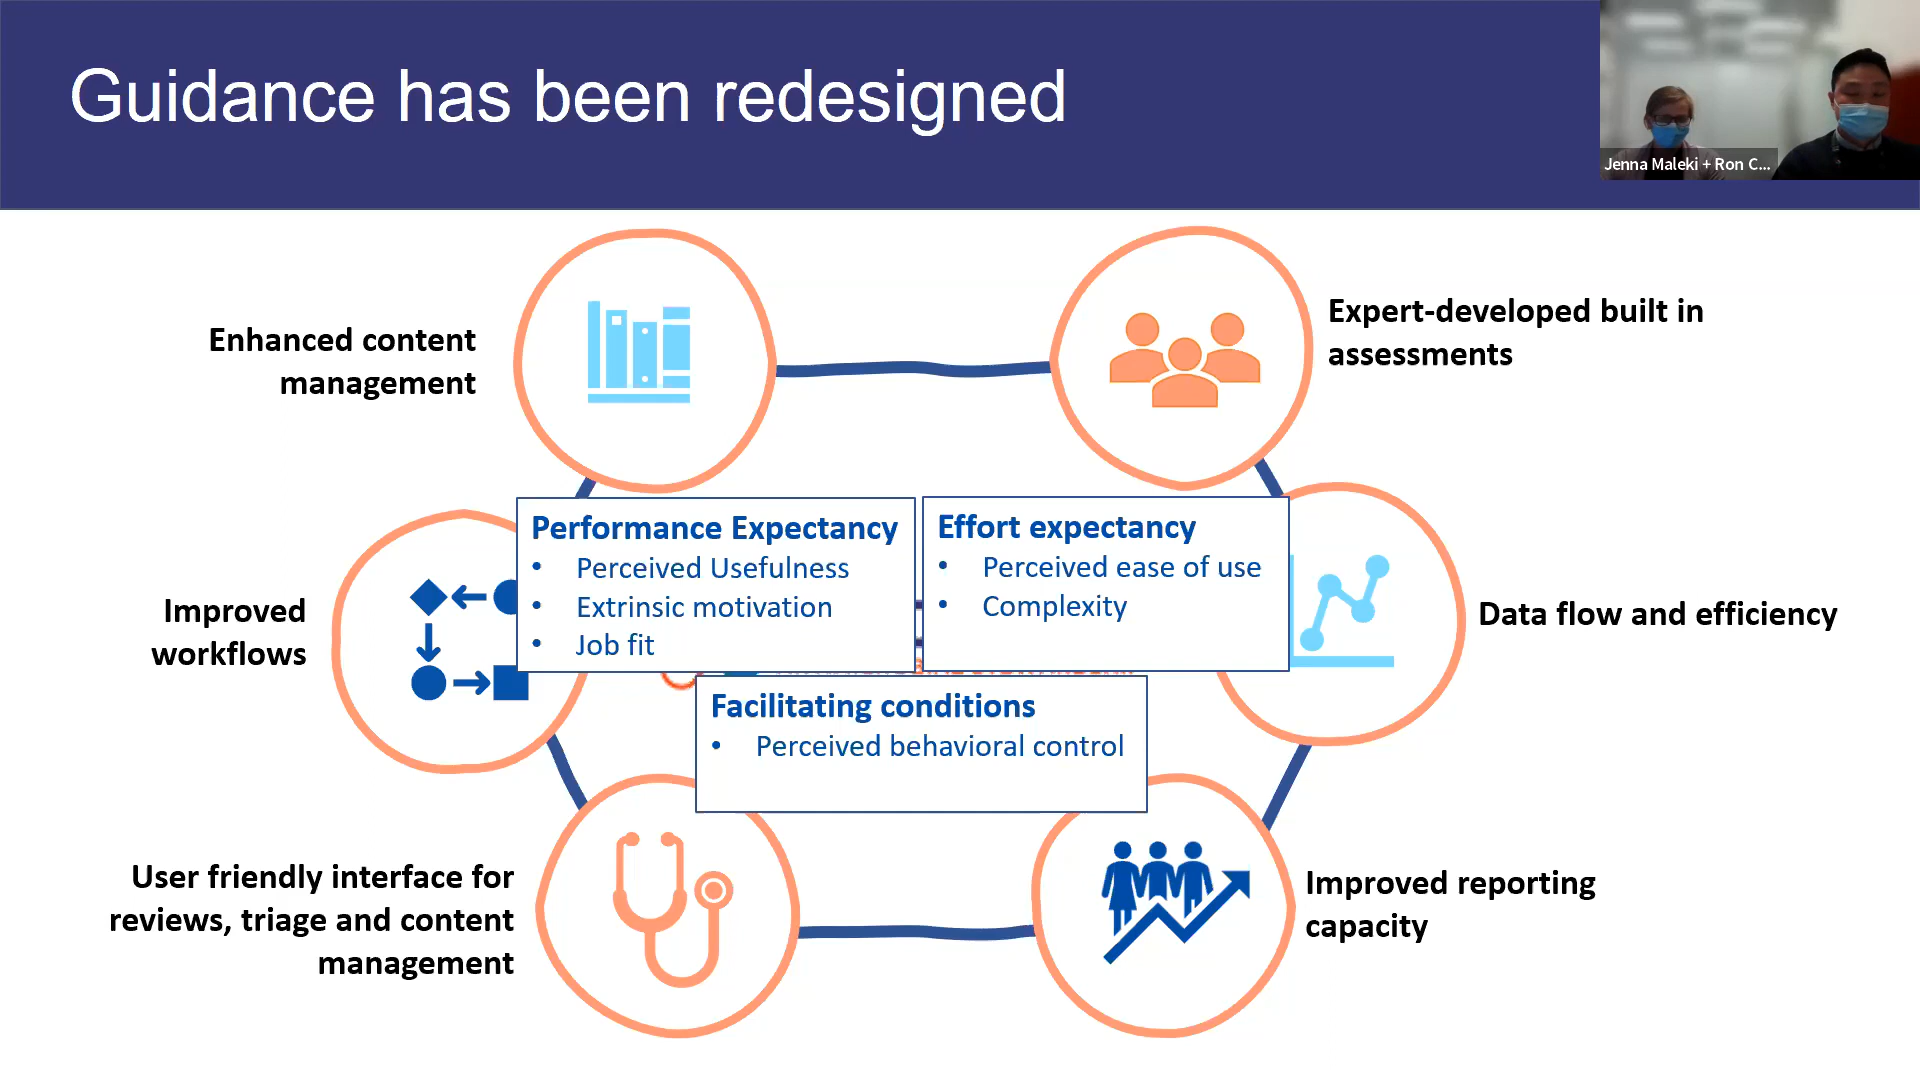 Guidance has been redesigned
Jenna Maleki + Ron C...
Enhanced content
management
Expert-developed built in
assessments
Performance Expectancy
• Perceived Usefulness
• Extrinsic motivation
• Job fit
Effort expectancy
• Perceived ease of use
• Complexity
Improved
workflows
Data flow and efficiency
Facilitating conditions
• Perceived behavioral control
User friendly interface for
reviews, triage and content
management
Improved reporting
capacity